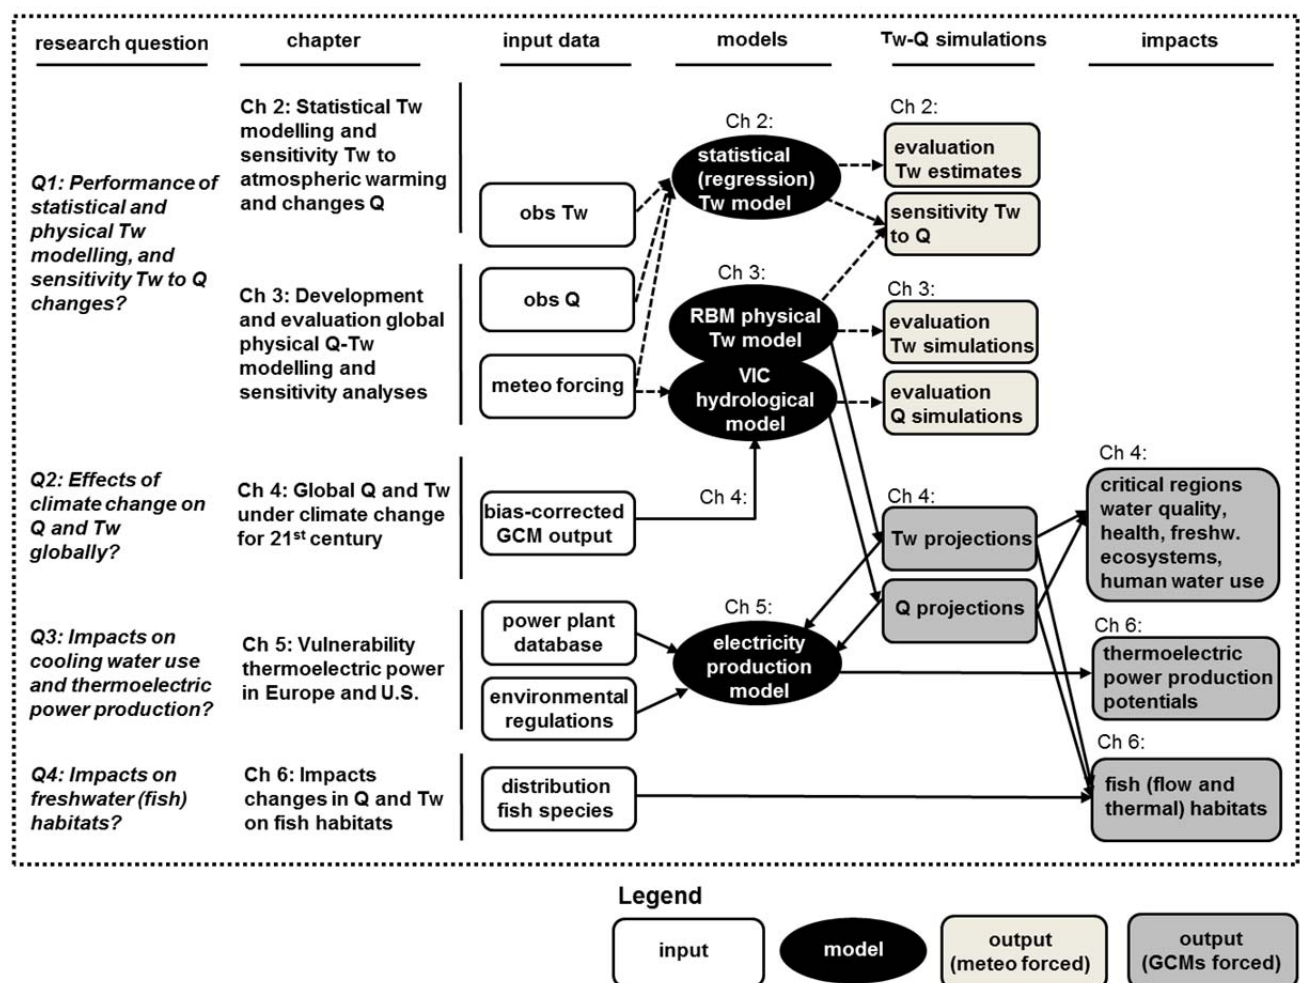 research question
chapter
input data
models
Tw-Q simulations
impacts
Q1: Performance of
statistical and
physical Tw
modelling, and
sensitivity Tw to Q
changes?
Ch 2: Statistical Tw
modelling and
sensitivity Tw to
atmospheric warming
and changes Q
Ch 3: Development
and evaluation global
physical Q-Tw
modelling and
sensitivity analyses
obs Tw
obs Q
meteo forcing
Ch 2:
statistical
(regression)
Tw model
Ch 3:
RBM physical
Tw model
VIC
hydrological
model
Ch 2:
evaluation
Tw estimates
sensitivity Tw
to Q
Ch 3:
evaluation
Tw simulations
evaluation
Q simulations
Q2: Effects of
climate change on
Q and Tw
globally?
Ch 4: Global Q and Tw
under climate change
for 21st century
bias-corrected
GCM output
Ch 4:
Ch 4:
Tw projections
Q projections
Ch 4:
critical regions
water quality,
health, freshw.
ecosystems,
human water use
Q3: Impacts on
cooling water use
and thermoelectric
power production?
Ch 5: Vulnerability
thermoelectric power
in Europe and U.S.
power plant
database
environmental
regulations
Ch 5:
electricity
production
model
Ch 6:
thermoelectric
power production
potentials
Q4: Impacts on
freshwater (fish)
habitats?
Ch 6: Impacts
changes in Q and Tw
on fish habitats
distribution
fish species
Ch 6:
fish (flow and
thermal) habitats
Legend
input
model
output
(meteo forced)
output
(GCMs forced)